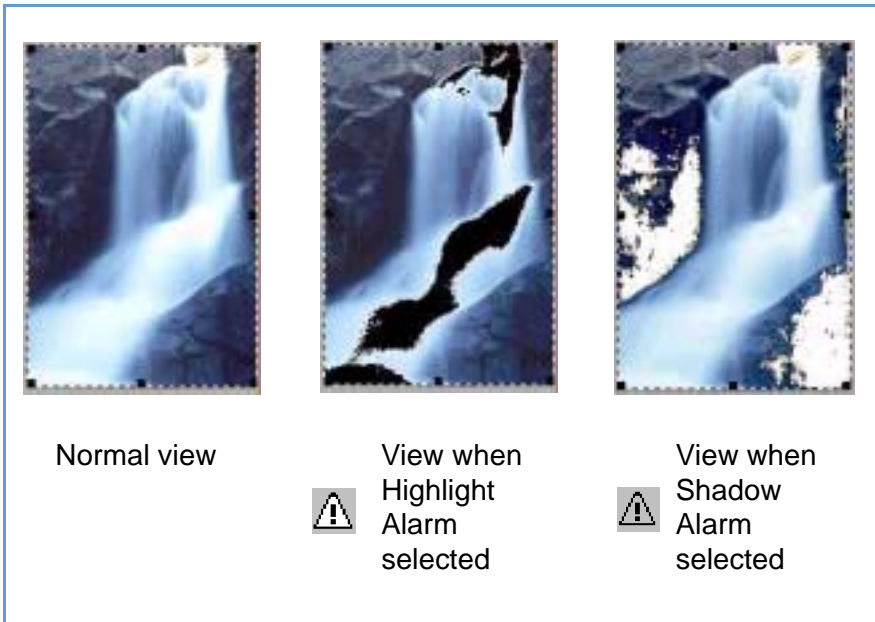 Normal view
View when
Highlight
Alarm
selected
View when
Shadow
Alarm
selected